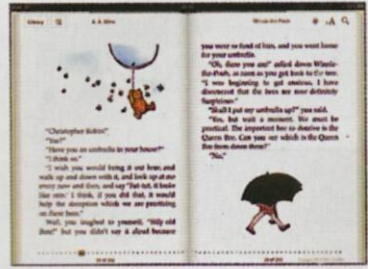 Library
A. A. Milne
"Christopher Robin!"
"Yes?"
"Have you an umbrella in your house?"
"I think so."
"I wish you would bring it out here, and
walk up and down with it, and look up at me
every now and then, and say 'Tut-tut, it looks
like rain.' I think, if you did that, it would
help the deception which we are practising
on these bees."
Well, you laughed to yourself, "Silly old
Bear!" but you didn't say it aloud because
Winnie-the-Pooh
you were so fond of him, and you went home
for your umbrella.
"Oh, there you are!" called down Winnie-
the-Pooh, as soon as you got back to the tree.
"I was beginning to get anxious. I have
discovered that the bees are now definitely
Suspicious."
"Shall I put my umbrella up?" you said.
"Yes, but wait a moment. We must be
practical. The important bee to deceive is the
Queen Bee. Can you see which is the Queen
Bee from down there?"
"No."